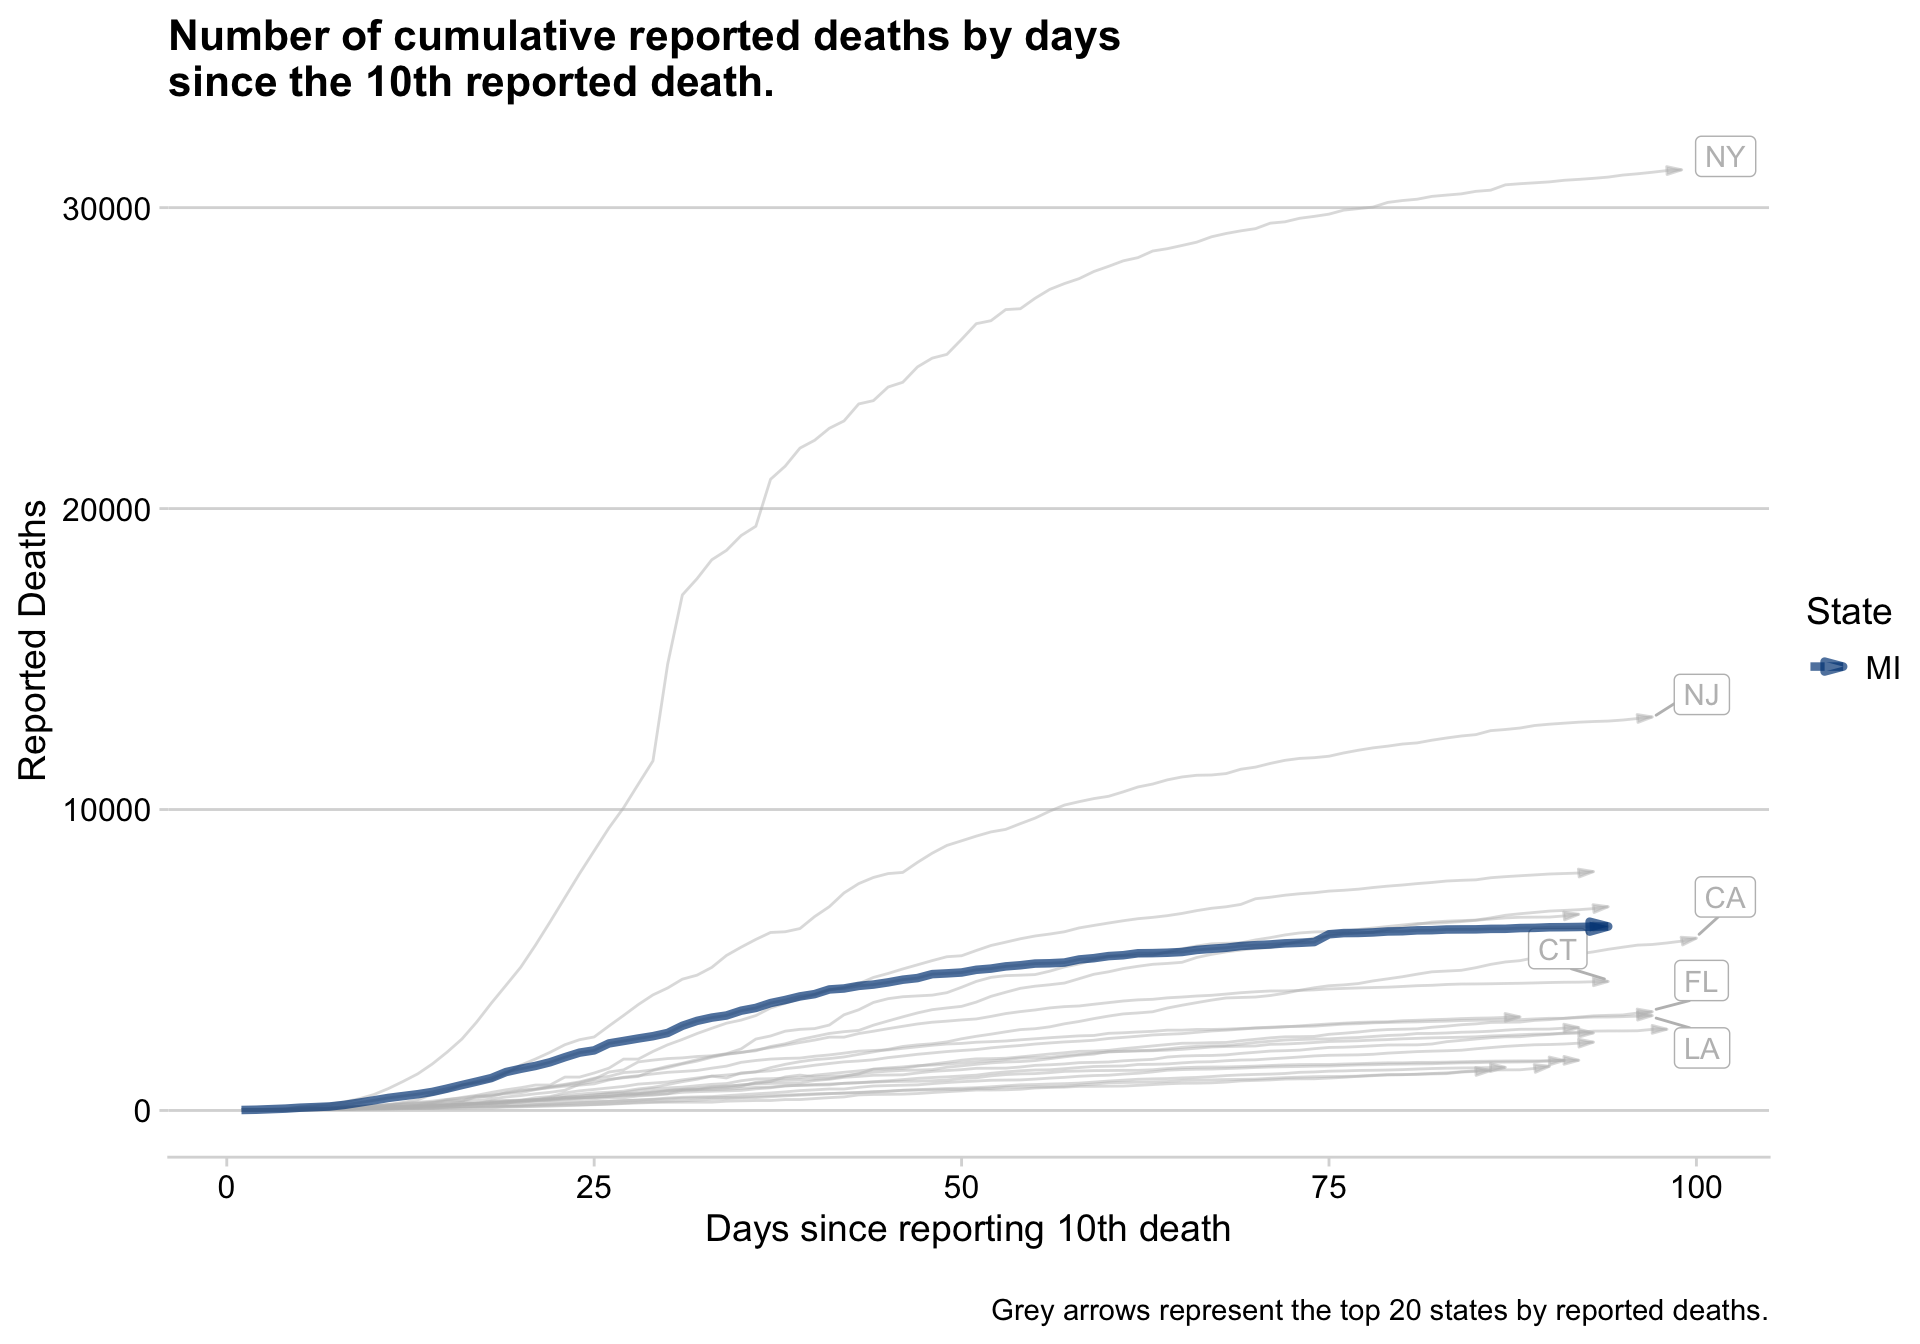 Number of cumulative reported deaths by days
since the 10th reported death.
NY
30000
20000
Reported Deaths
State
MI
NJ
10000
CA
CT
FL
LA
0
0 25 50 75 100
Days since reporting 10th death
Grey arrows represent the top 20 states by reported deaths.